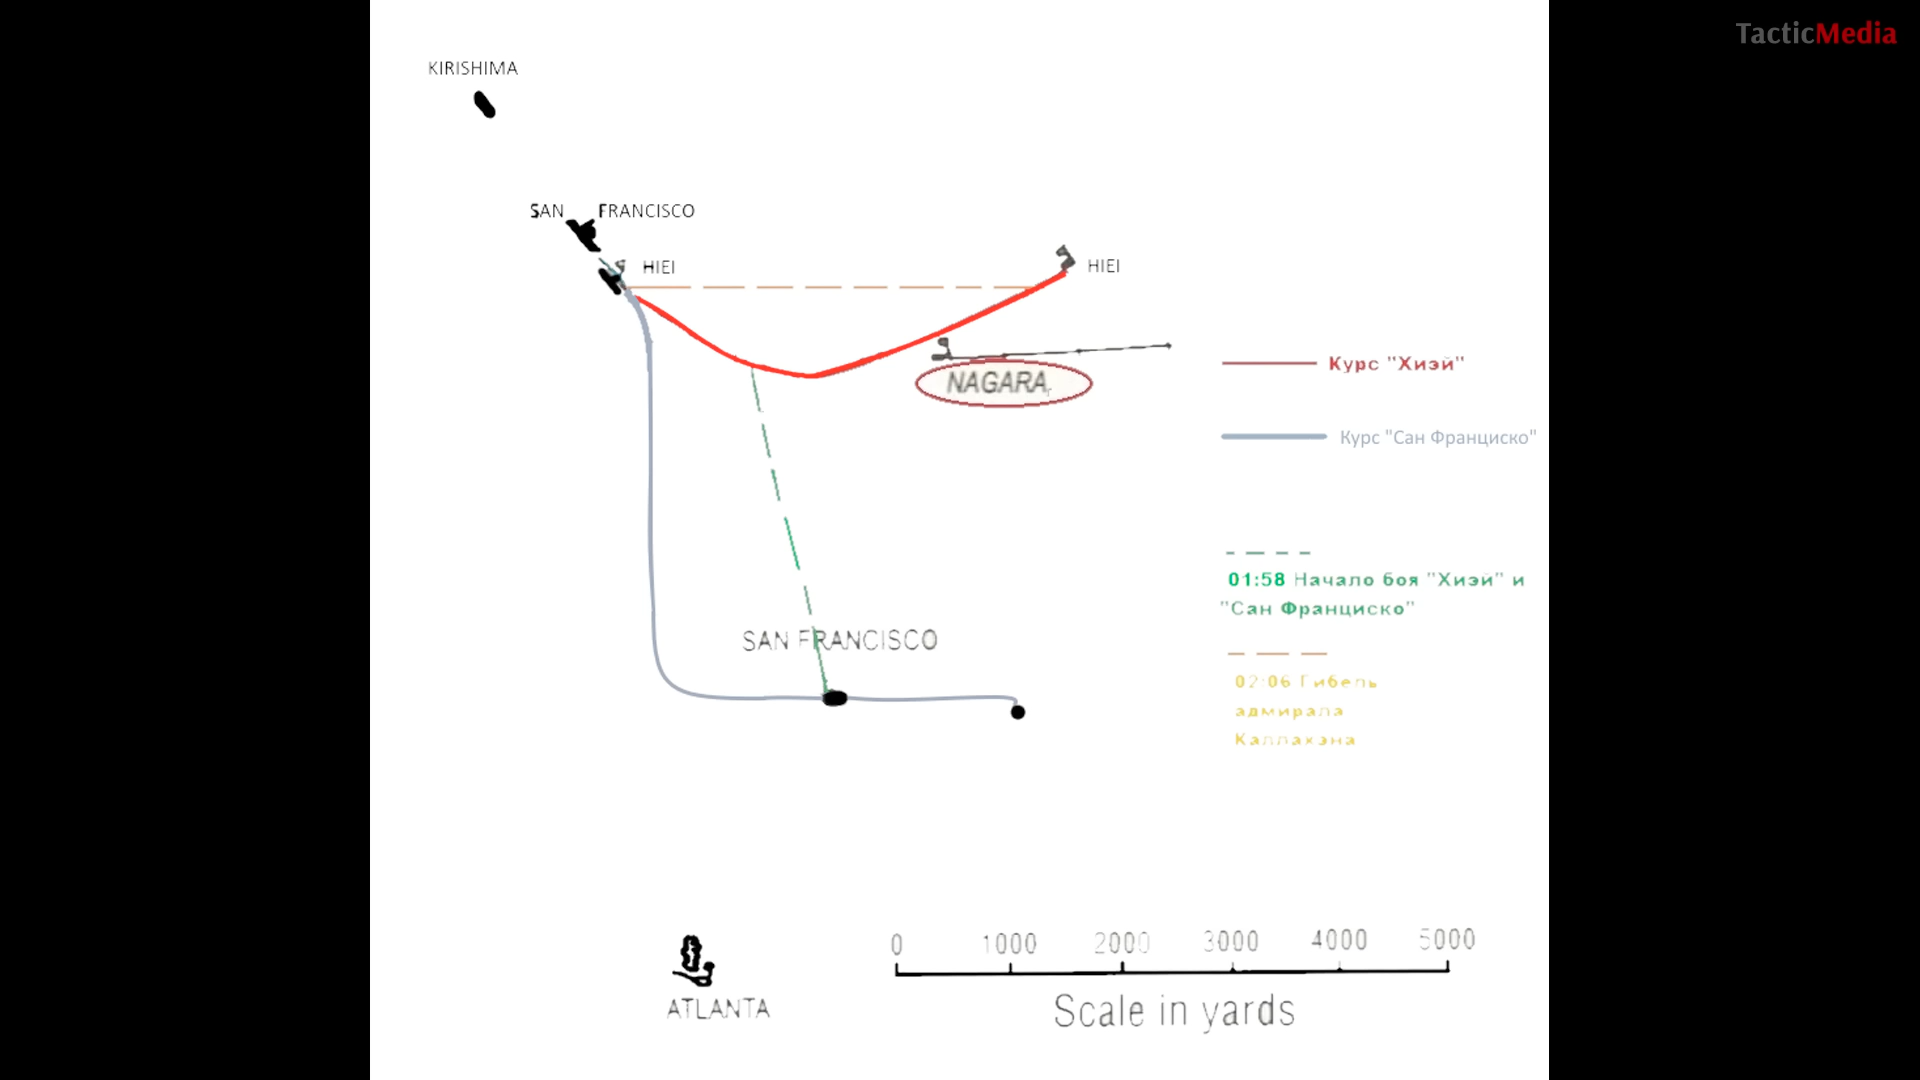 TacticMedia
KIRISHIMA
SAN FRANCISCO
HIEI
HIEI
NAGARA
Курс "Хиэй"
Курс "Сан Франциско"
01:58 Начало боя "Хиэй" и
"Сан Франциско"
SAN FRANCISCO
02:06 Гибель
адмирала
Каллахэна
0 1000 2000 3000 4000 5000
Scale in yards
ATLANTA